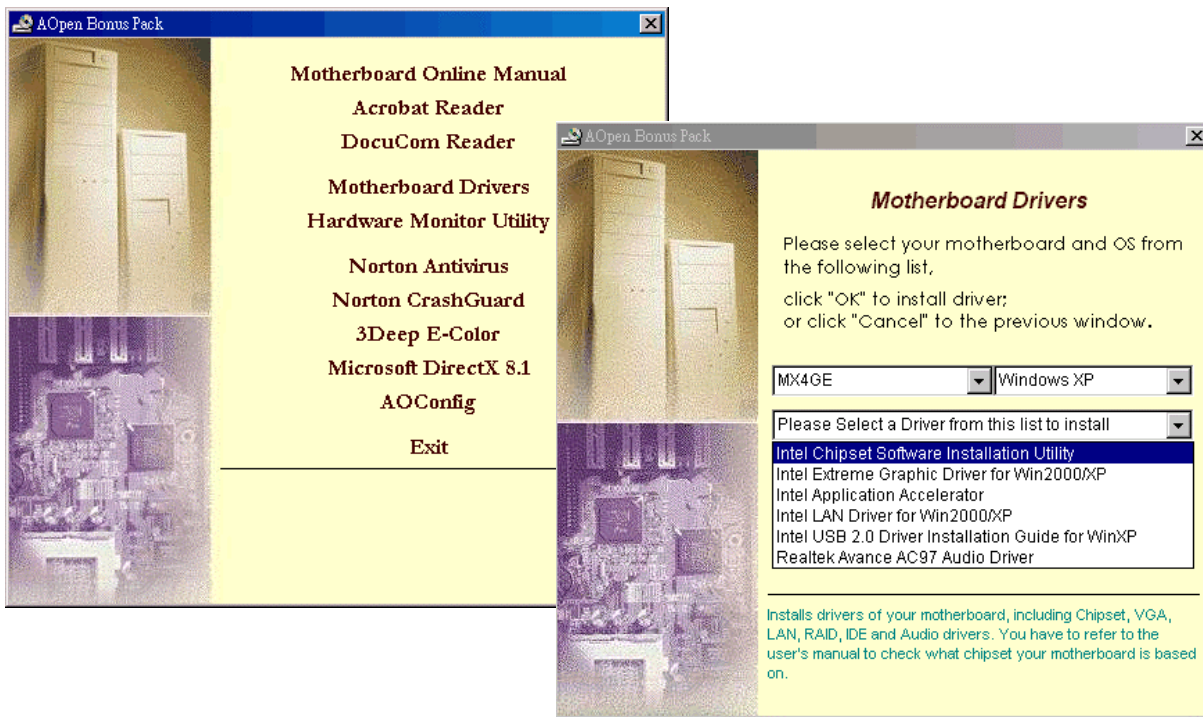 AOpen Bonus Pack
Motherboard Online Manual
Acrobat Reader
DocuCom Reader
Motherboard Drivers
Hardware Monitor Utility
Norton Antivirus
Norton CrashGuard
3Deep E-Color
Microsoft DirectX 8.1
AOConfig
Exit
AOpen Bonus Pack
Motherboard Drivers
Please select your motherboard and OS from
the following list,
click "OK" to install driver;
or click "Cancel" to the previous window.
MX4GE Windows XP
Please Select a Driver from this list to install
Intel Chipset Software Installation Utility
Intel Extreme Graphic Driver for Win2000/XP
Intel Application Accelerator
Intel LAN Driver for Win2000/XP
Intel USB 2.0 Driver Installation Guide for WinXP
Realtek Avance AC97 Audio Driver
Installs drivers of your motherboard, including Chipset, VGA,
LAN, RAID, IDE and Audio drivers. You have to refer to the
user's manual to check what chipset your motherboard is based
on.